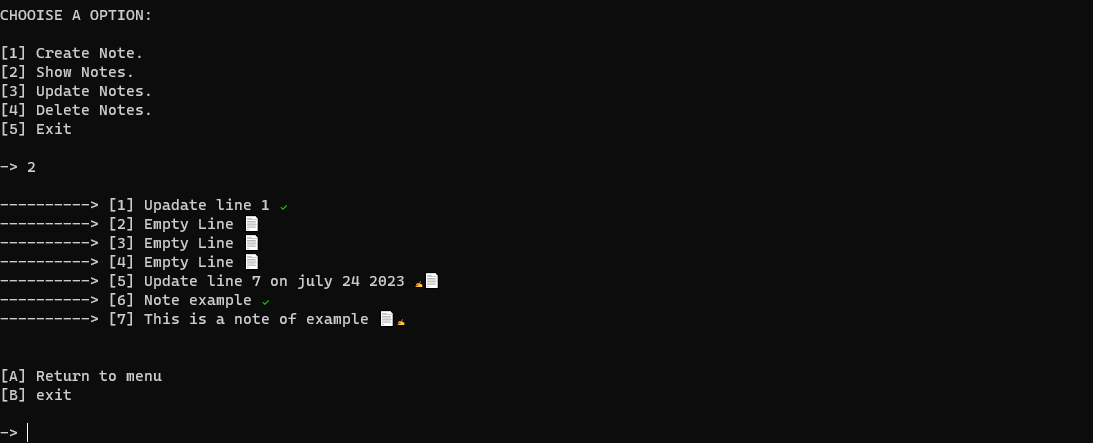 CHOOISE A OPTION:
[1] Create Note.
[2] Show Notes.
[3] Update Notes.
[4] Delete Notes.
[5] Exit
-> 2
----------> [1] Upadate line 1 ✓
----------> [2] Empty Line 📄
----------> [3] Empty Line 📄
----------> [4] Empty Line 📄
----------> [5] Update line 7 on july 24 2023 ✍📄
----------> [6] Note example ✓
----------> [7] This is a note of example 📄✍
[A] Return to menu
[B] exit
->